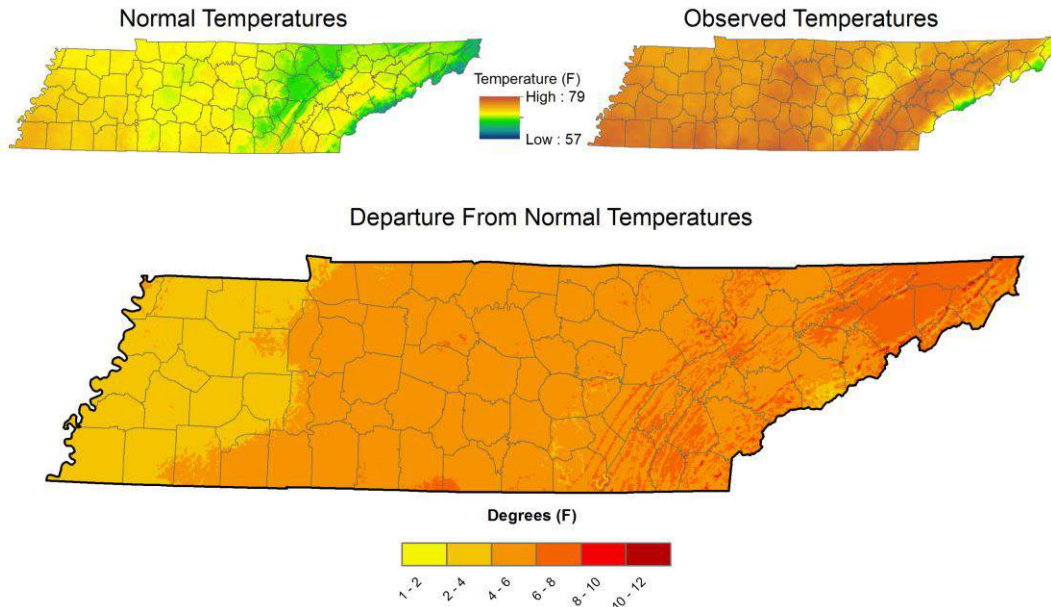 Normal Temperatures
Observed Temperatures
Temperature (F)
High : 79
Low : 57
Departure From Normal Temperatures
Degrees (F)
1 - 2
2 - 4
4 - 6
6 - 8
8 - 10
10 - 12